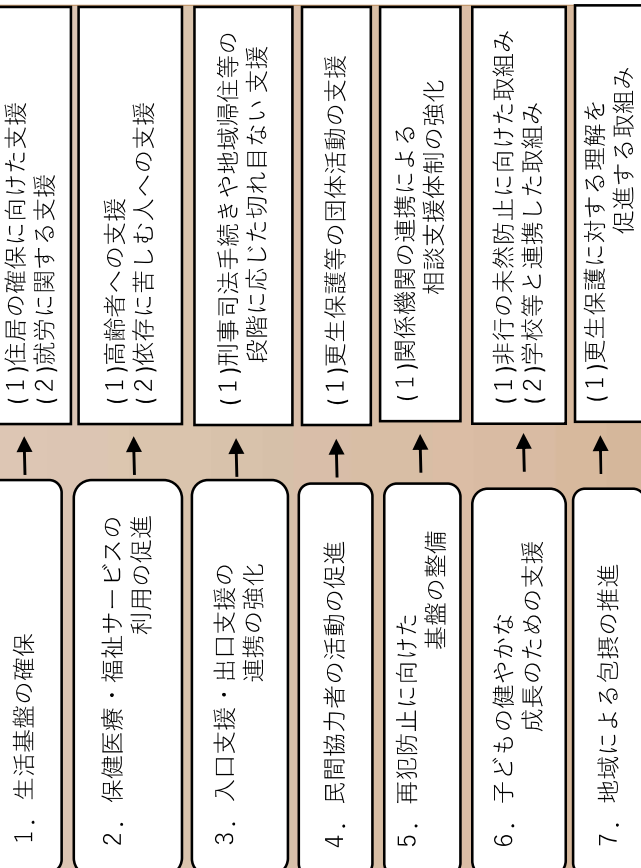 1．生活基盤の確保
(1)住居の確保に向けた支援
(2)就労に関する支援
2．保健医療・福祉サービスの
利用の促進
(1)高齢者への支援
(2)依存に苦しむ人への支援
3．入口支援・出口支援の
連携の強化
(1)刑事司法手続きや地域帰住等の
段階に応じた切れ目ない支援
4．民間協力者の活動の促進
(1)更生保護等の団体活動の支援
5．再犯防止に向けた
基盤の整備
(1)関係機関の連携による
相談支援体制の強化
6．子どもの健やかな
成長のための支援
(1)非行の未然防止に向けた取組み
(2)学校等と連携した取組み
7．地域による包摂の推進
(1)更生保護に対する理解を
促進する取組み